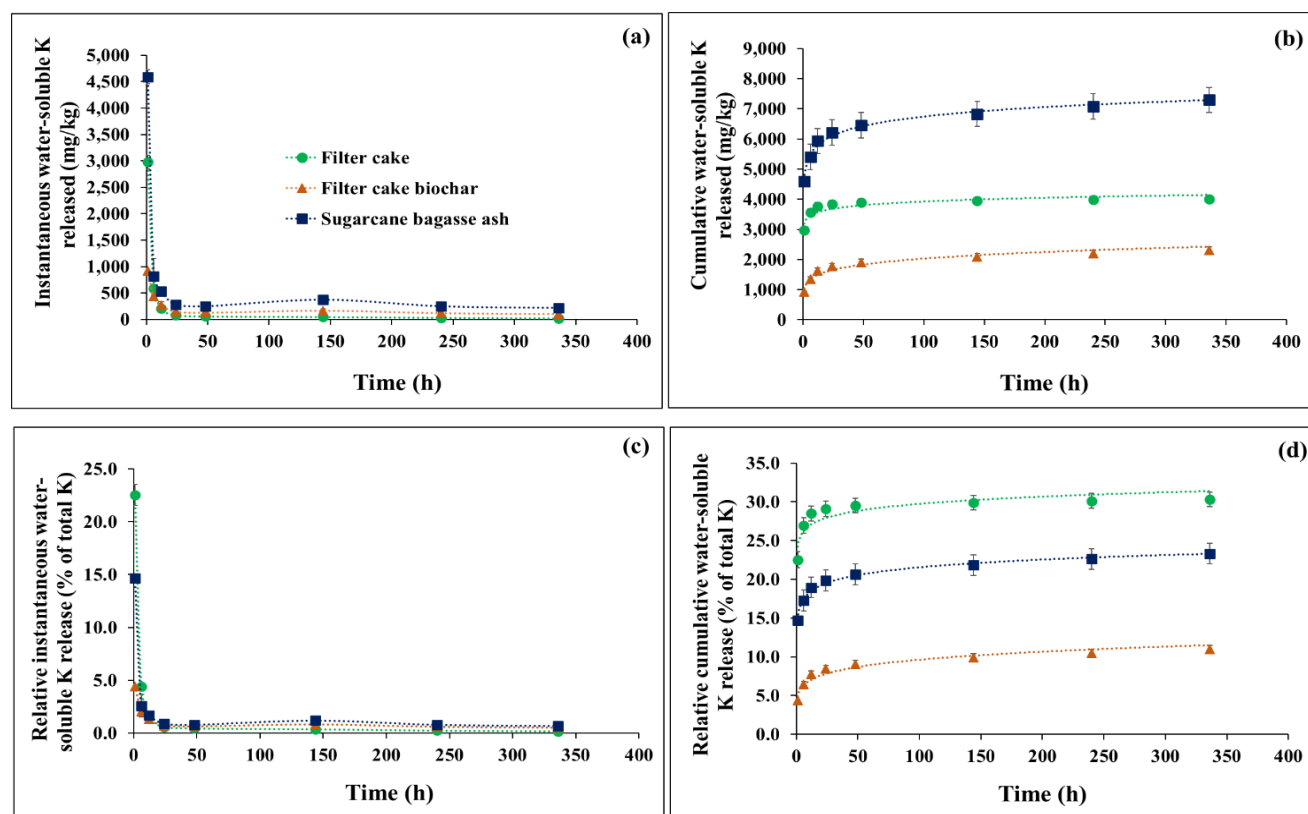 (a)
Instantaneous water-soluble K
released (mg/kg)
5,000
4,500
4,000
3,500
3,000
2,500
2,000
1,500
1,000
500
0
Filter cake
Filter cake biochar
Sugarcane bagasse ash
0 50 100 150 200 250 300 350 400
Time (h)
(b)
Cumulative water-soluble K
released (mg/kg)
9,000
8,000
7,000
6,000
5,000
4,000
3,000
2,000
1,000
0
0 50 100 150 200 250 300 350 400
Time (h)
(c)
Relative instantaneous water-
soluble K release (% of total K)
25.0
20.0
15.0
10.0
5.0
0.0
0 50 100 150 200 250 300 350 400
Time (h)
(d)
Relative cumulative water-soluble
K release (% of total K)
35.0
30.0
25.0
20.0
15.0
10.0
5.0
0.0
0 50 100 150 200 250 300 350 400
Time (h)